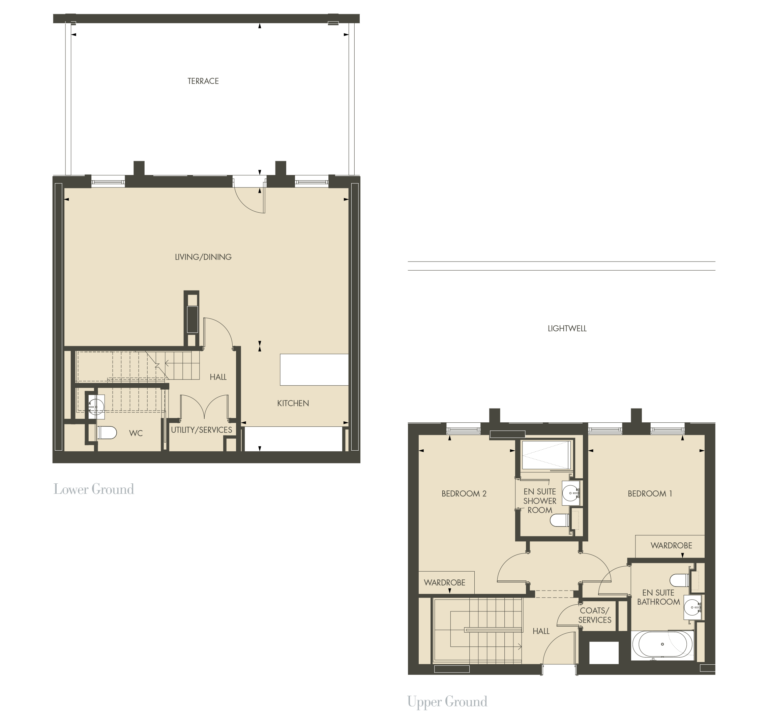 TERRACE
LIVING/DINING
HALL
KITCHEN
WC
UTILITY/SERVICES
Lower Ground
LIGHTWELL
BEDROOM 2
EN SUITE
SHOWER
ROOM
BEDROOM 1
WARDROBE
WARDROBE
EN SUITE
BATHROOM
COATS/
SERVICES
HALL
Upper Ground